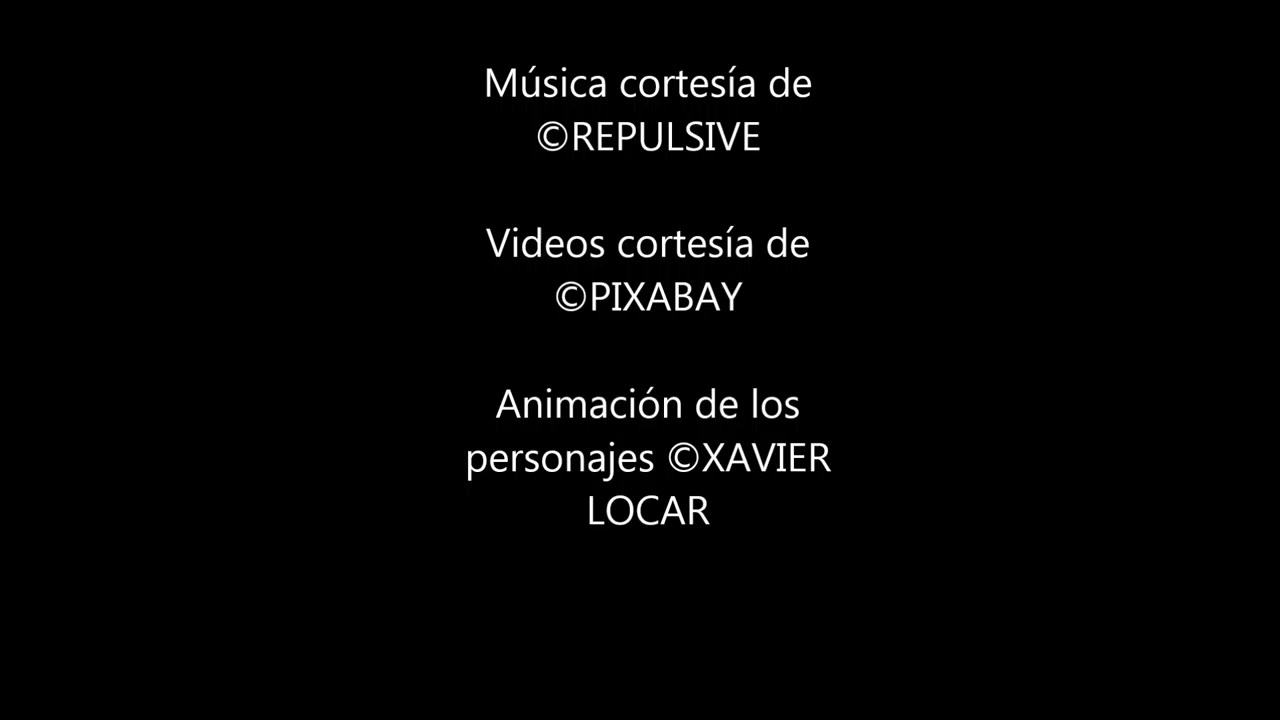 Música cortesía de
©REPULSIVE
Videos cortesía de
©PIXABAY
Animación de los
personajes ©XAVIER
LOCAR